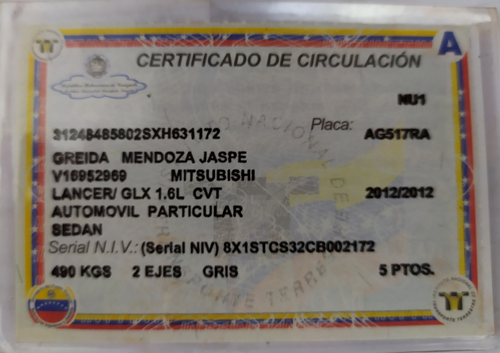 A
CERTIFICADO DE CIRCULACIÓN
NU1
31248485802SXH631172 Placa: AG517RA
GREIDA MENDOZA JASPE
V16952969 MITSUBISHI
LANCER/ GLX 1.6L CVT 2012/2012
AUTOMOVIL PARTICULAR
SEDAN
Serial N.I.V.: (Serial NIV) 8X1STCS32CB002172
490 KGS 2 EJES GRIS 5 PTOS.